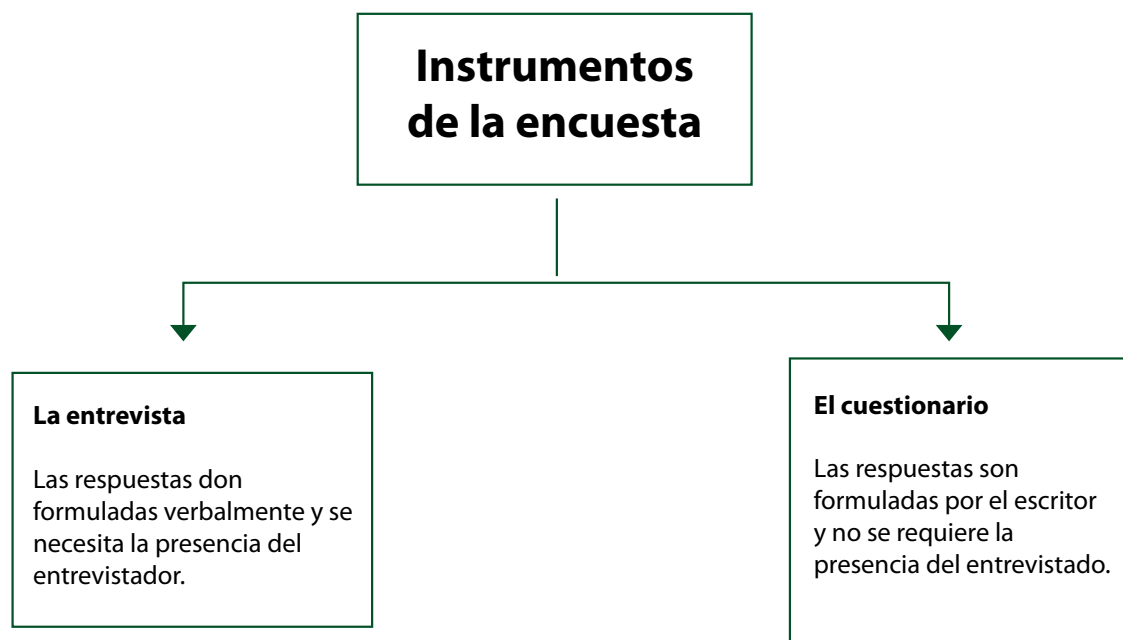 Instrumentos
de la encuesta
La entrevista
Las respuestas don
formuladas verbalmente y se
necesita la presencia del
entrevistador.
El cuestionario
Las respuestas son
formuladas por el escritor
y no se requiere la
presencia del entrevistado.